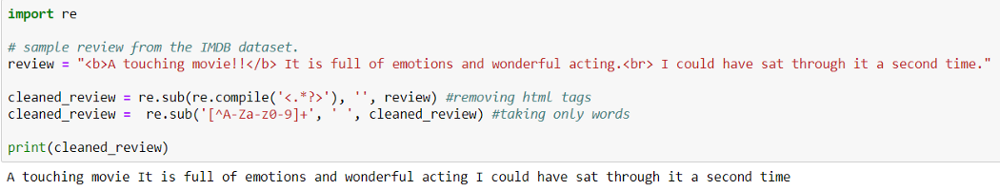 import re
# sample review from the IMDB dataset.
review = "<b>A touching movie!!</b> It is full of emotions and wonderful acting.<br> I could have sat through it a second time."
cleaned_review = re.sub(re.compile('<.*?>'), '', review) #removing html tags
cleaned_review =  re.sub('[^A-Za-z0-9]+', ' ', cleaned_review) #taking only words
print(cleaned_review)
A touching movie It is full of emotions and wonderful acting I could have sat through it a second time